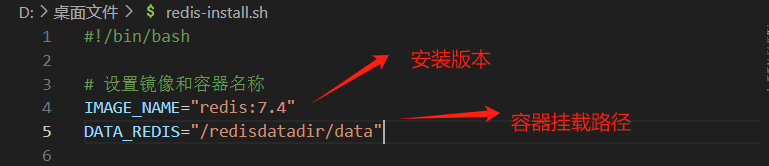 D: > 桌面文件 > $ redis-install.sh
1 #!/bin/bash
2
3 # 设置镜像和容器名称
4 IMAGE_NAME="redis:7.4"
5 DATA_REDIS="/redisdatadir/data"
安装版本
容器挂载路径